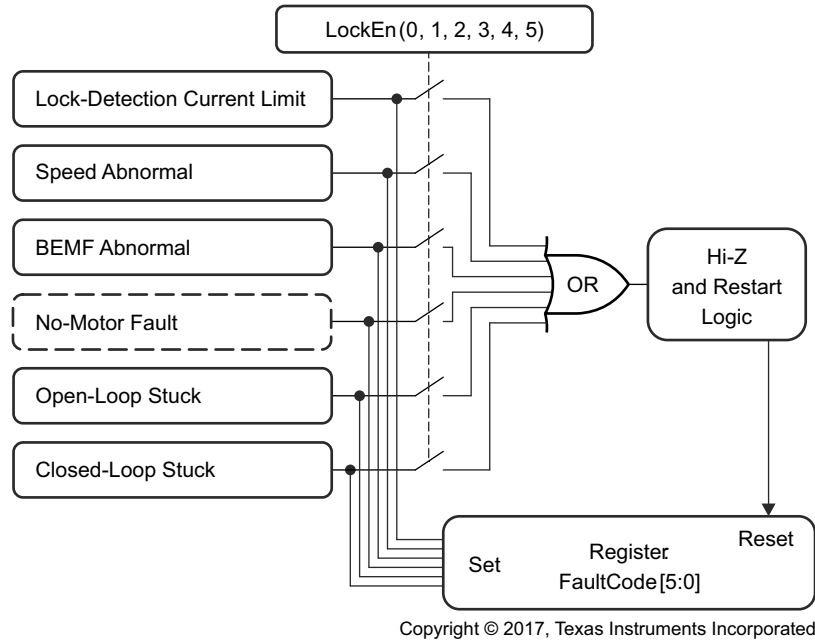 LockEn(0, 1, 2, 3, 4, 5)
Lock-Detection Current Limit
Speed Abnormal
BEMF Abnormal
No-Motor Fault
Open-Loop Stuck
Closed-Loop Stuck
OR
Hi-Z
and Restart
Logic
Set
Register
FaultCode[5:0]
Reset
Copyright © 2017, Texas Instruments Incorporated